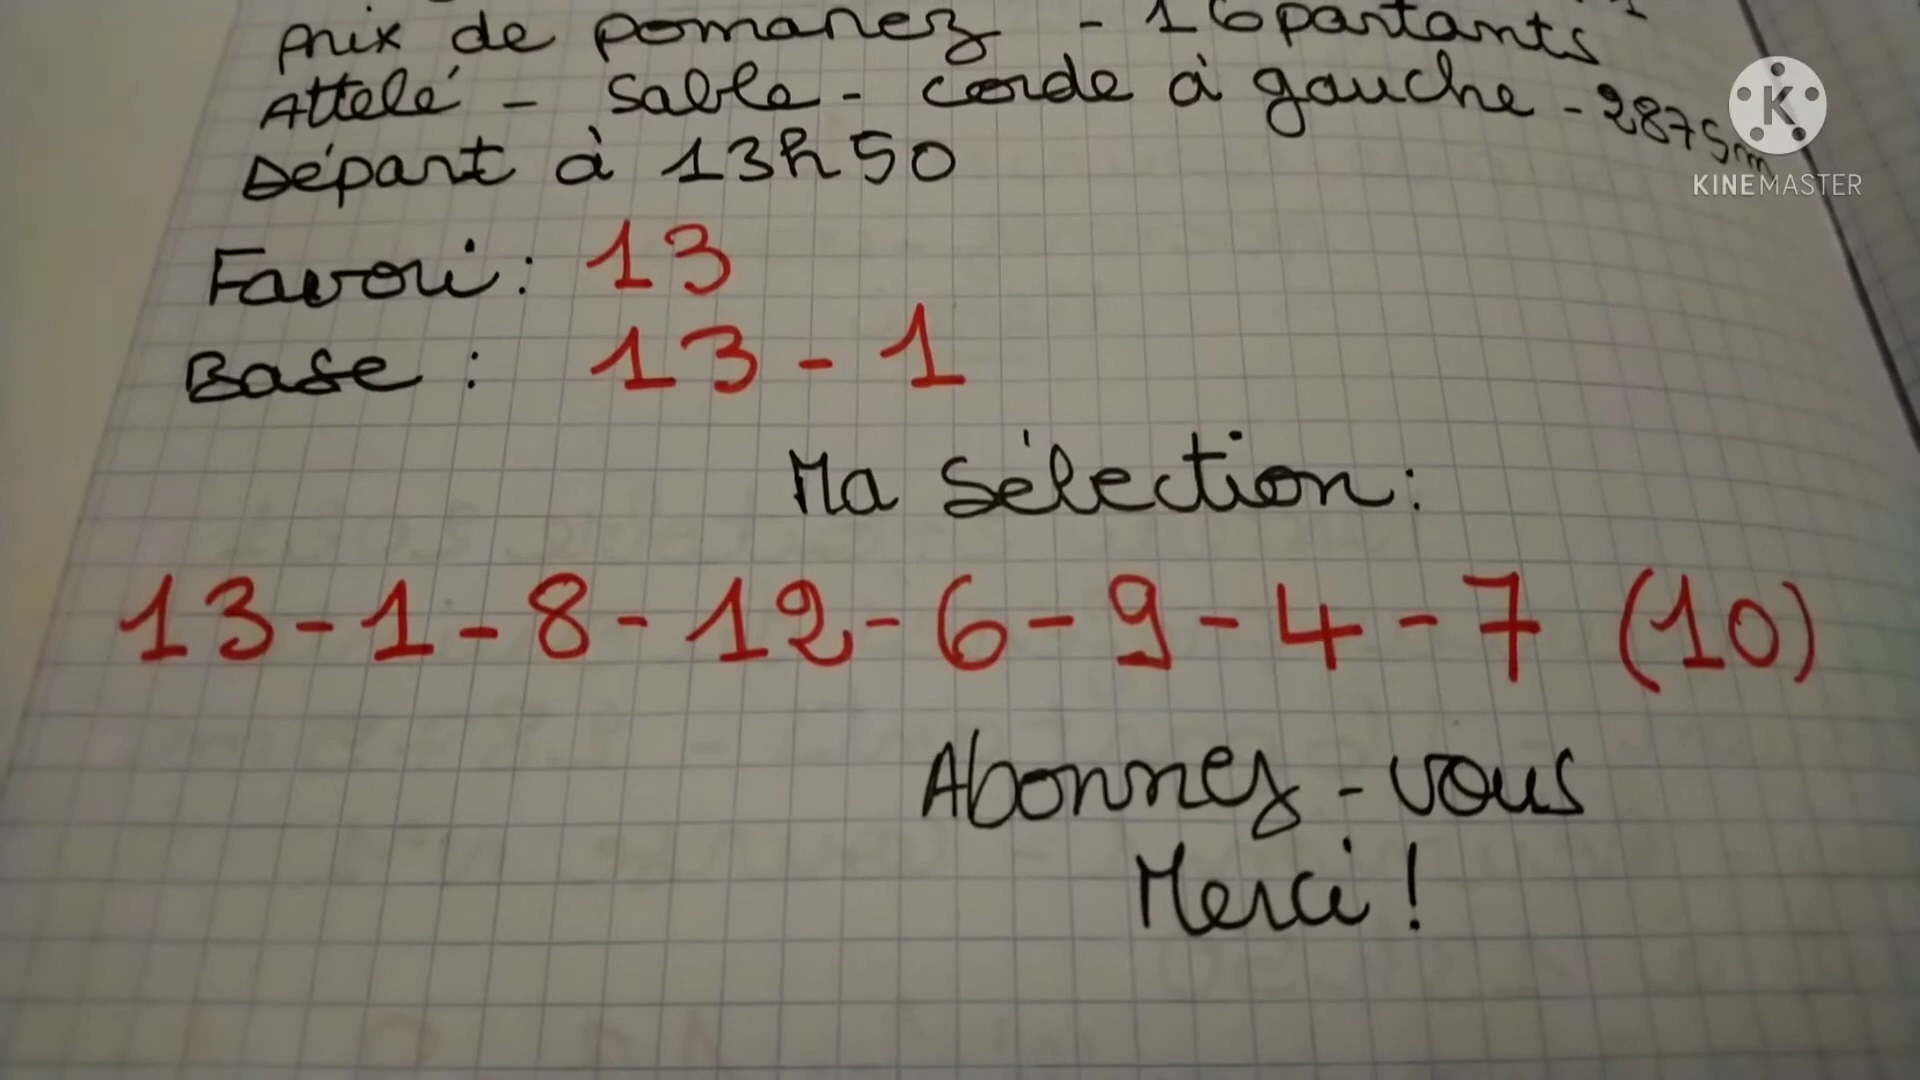 Prix de pomarez - 16 partants
Attelé - Sable - corde à gauche - 2875m
Départ à 13h50
Favori : 13
Base : 13 - 1
Ma Sélection :
13 - 1 - 8 - 12 - 6 - 9 - 4 - 7 (10)
Abonnez - vous
Merci !
K
KINEMASTER